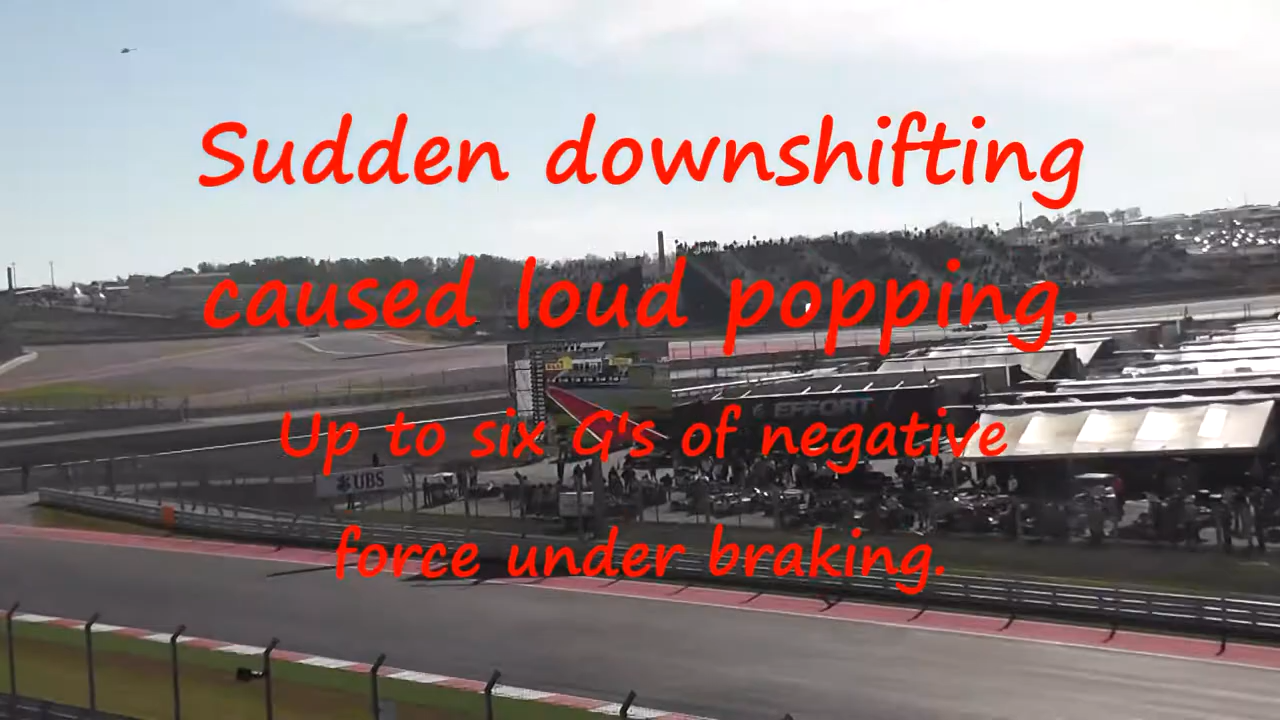 Sudden downshifting
caused loud popping.
Up to six G's of negative
force under braking.
EFFORT
UBS